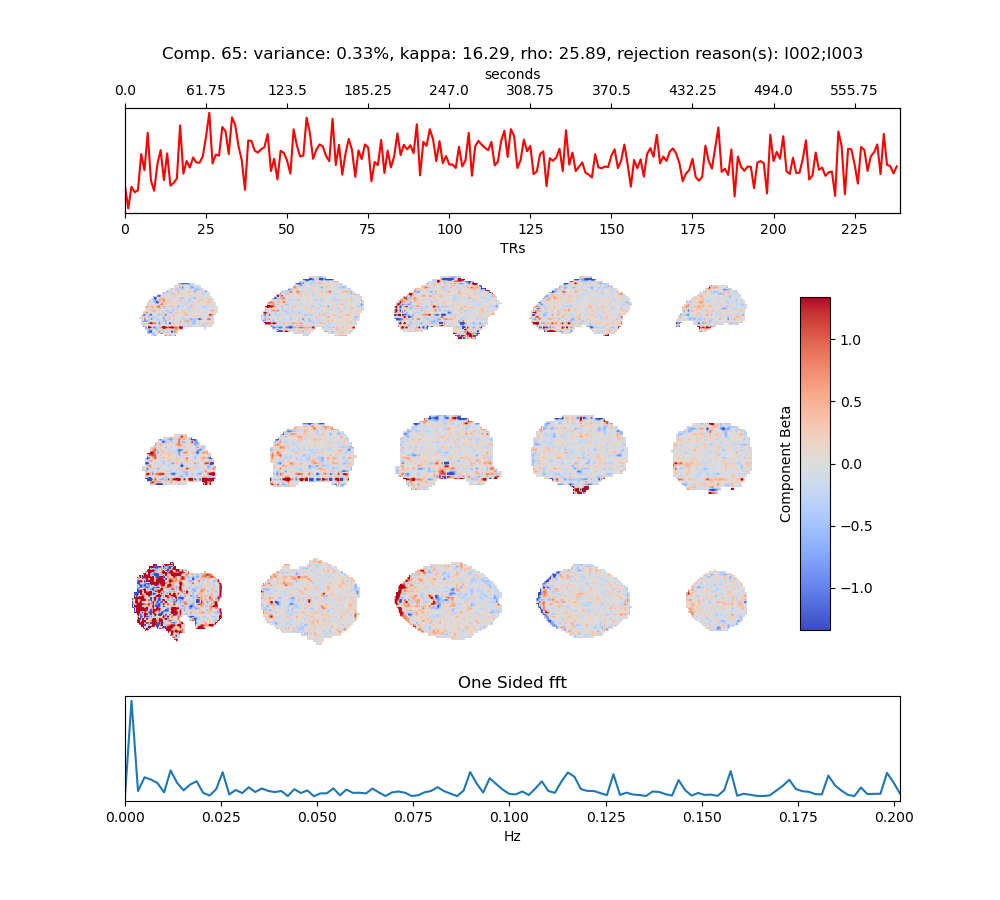 Comp. 65: variance: 0.33%, kappa: 16.29, rho: 25.89, rejection reason(s): I002;I003
seconds
0.0 61.75 123.5 185.25 247.0 308.75 370.5 432.25 494.0 555.75
0 25 50 75 100 125 150 175 200 225
TRs
1.0
0.5
0.0
−0.5
−1.0
Component Beta
One Sided fft
0.000 0.025 0.050 0.075 0.100 0.125 0.150 0.175 0.200
Hz